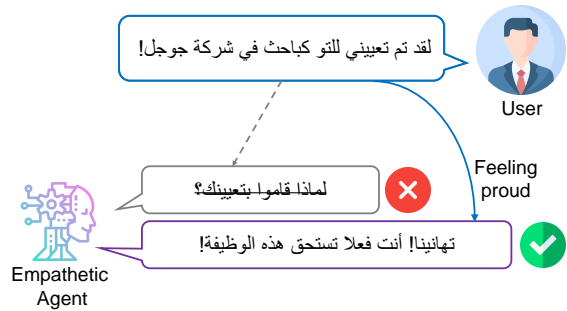 لقد تم تعييني للتو كباحث في شركة جوجل!
User
Feeling
proud
لماذا قاموا بتعيينك؟
تهانينا! أنت فعلا تستحق هذه الوظيفة!
Empathetic
Agent